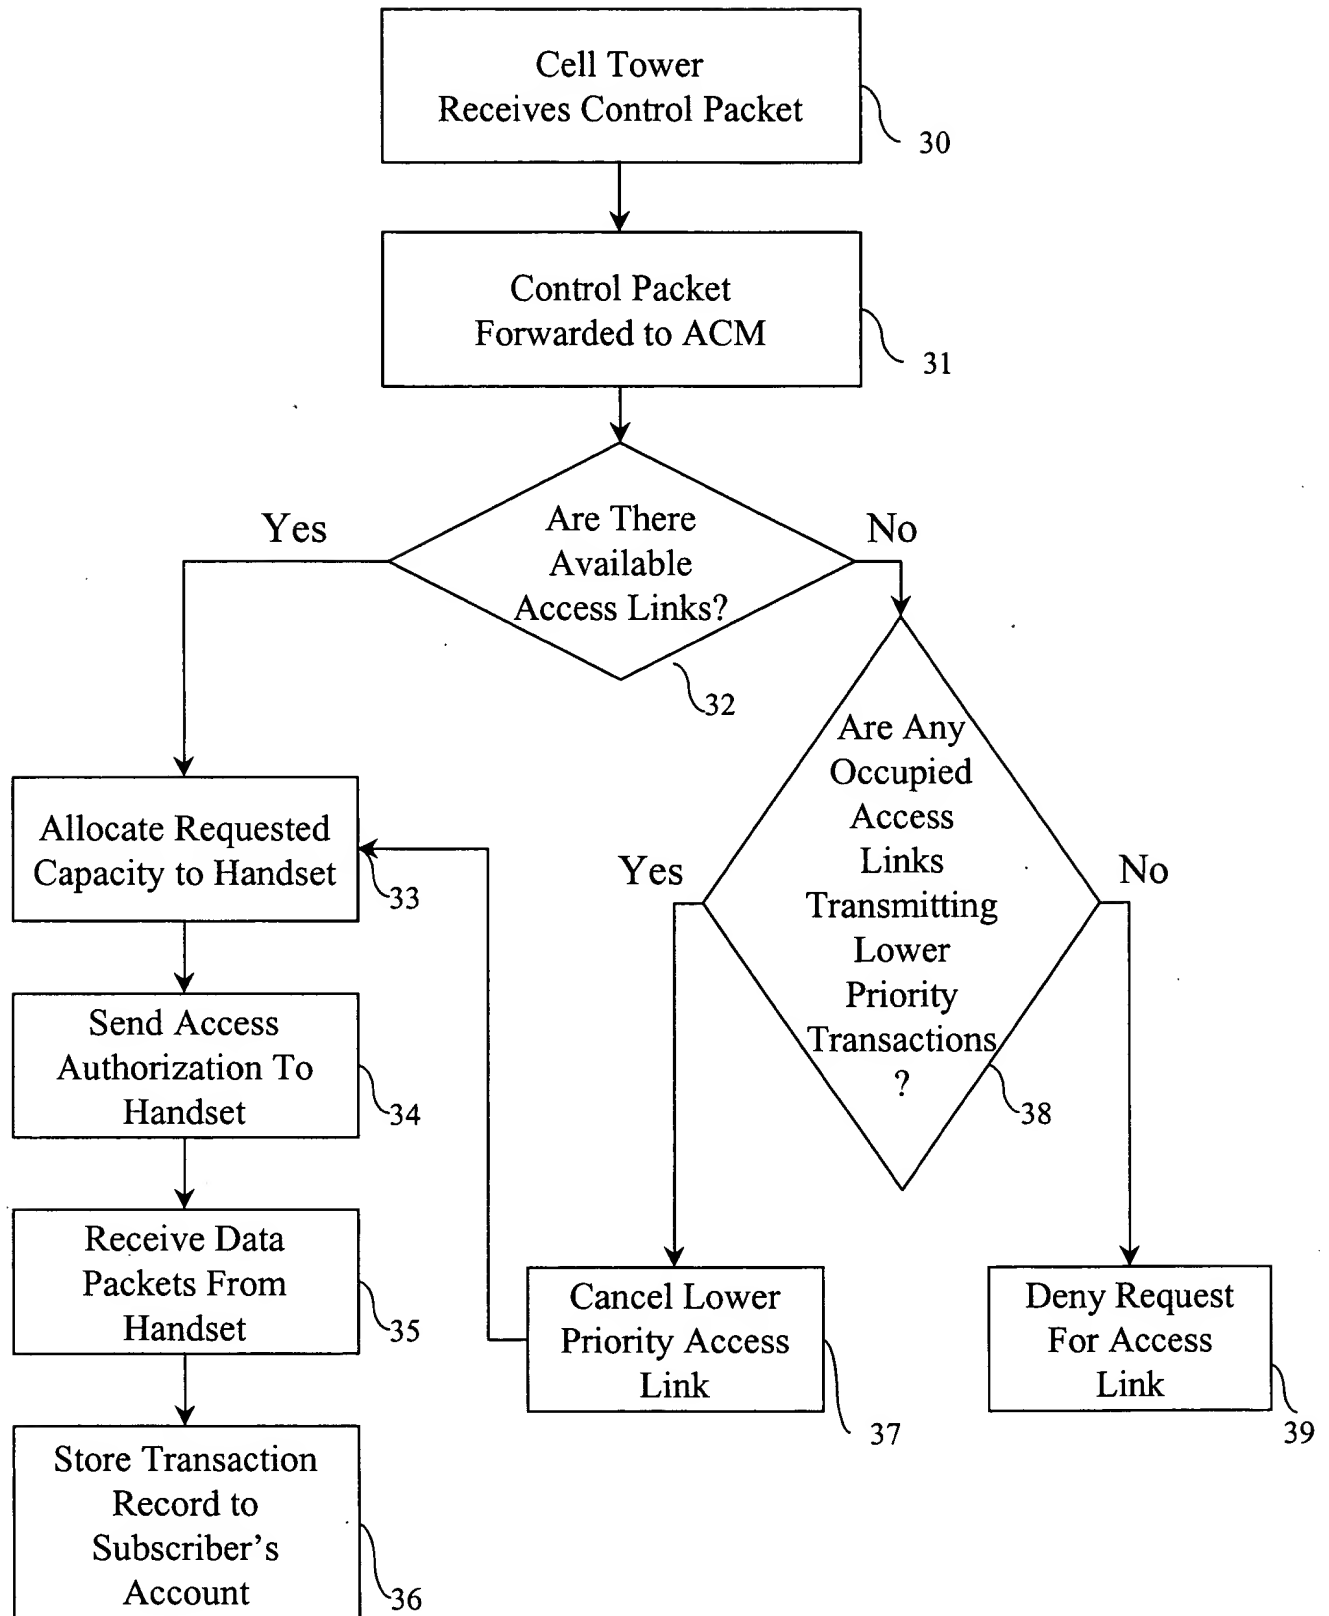 Cell Tower
Receives Control Packet
30
Control Packet
Forwarded to ACM
31
Yes
Are There
Available
Access Links?
No
32
Allocate Requested
Capacity to Handset
33
Yes
Are Any
Occupied
Access
Links
Transmitting
Lower
Priority
Transactions
?
No
38
Send Access
Authorization To
Handset
34
Receive Data
Packets From
Handset
35
Cancel Lower
Priority Access
Link
37
Deny Request
For Access
Link
39
Store Transaction
Record to
Subscriber's
Account
36